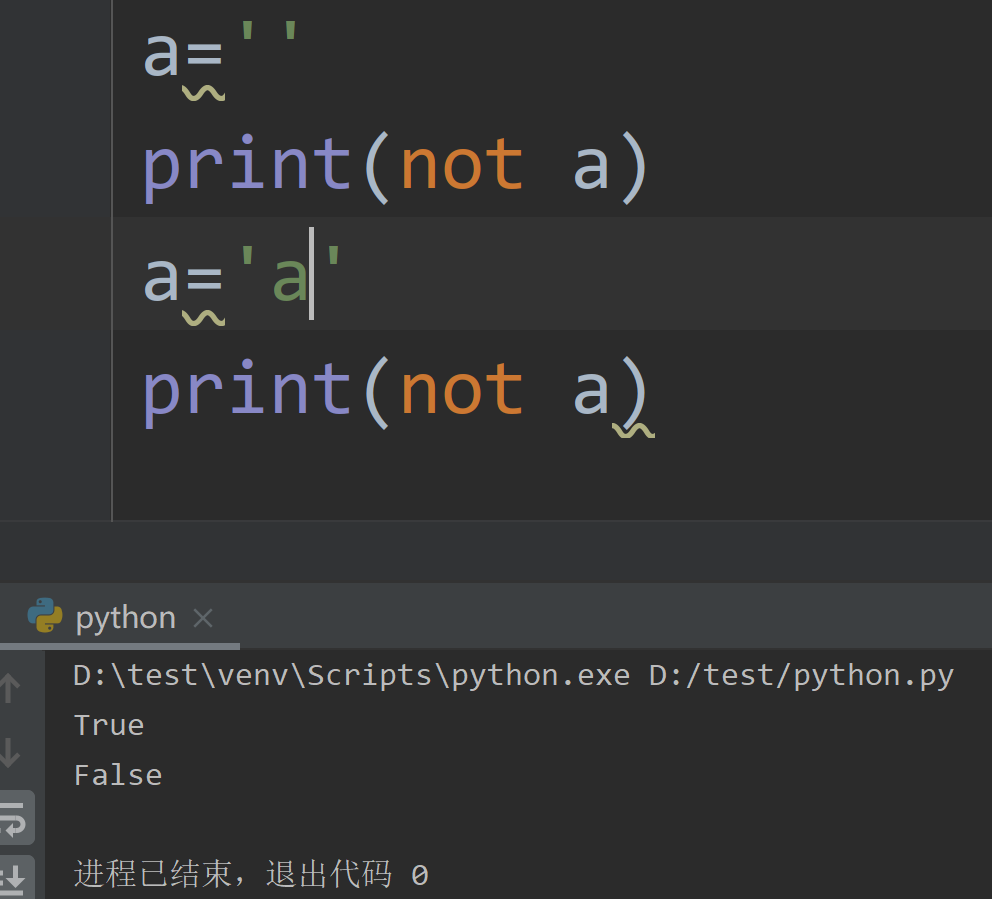 a=''
print(not a)
a='a'
print(not a)
python
D:\test\venv\Scripts\python.exe D:/test/python.py
True
False
进程已结束，退出代码 0